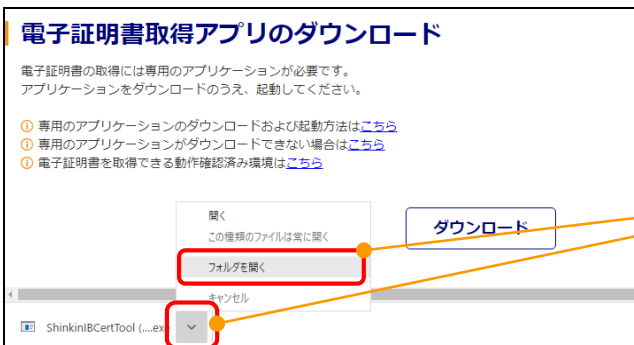 電子証明書取得アプリのダウンロード
電子証明書の取得には専用のアプリケーションが必要です。
アプリケーションをダウンロードのうえ、起動してください。
専用のアプリケーションのダウンロードおよび起動方法はこちら
専用のアプリケーションがダウンロードできない場合はこちら
電子証明書を取得できる動作確認済み環境はこちら
開く
この種類のファイルは常に開く
フォルダを開く
キャンセル
ダウンロード
ShinkinIBCertTool (....exe